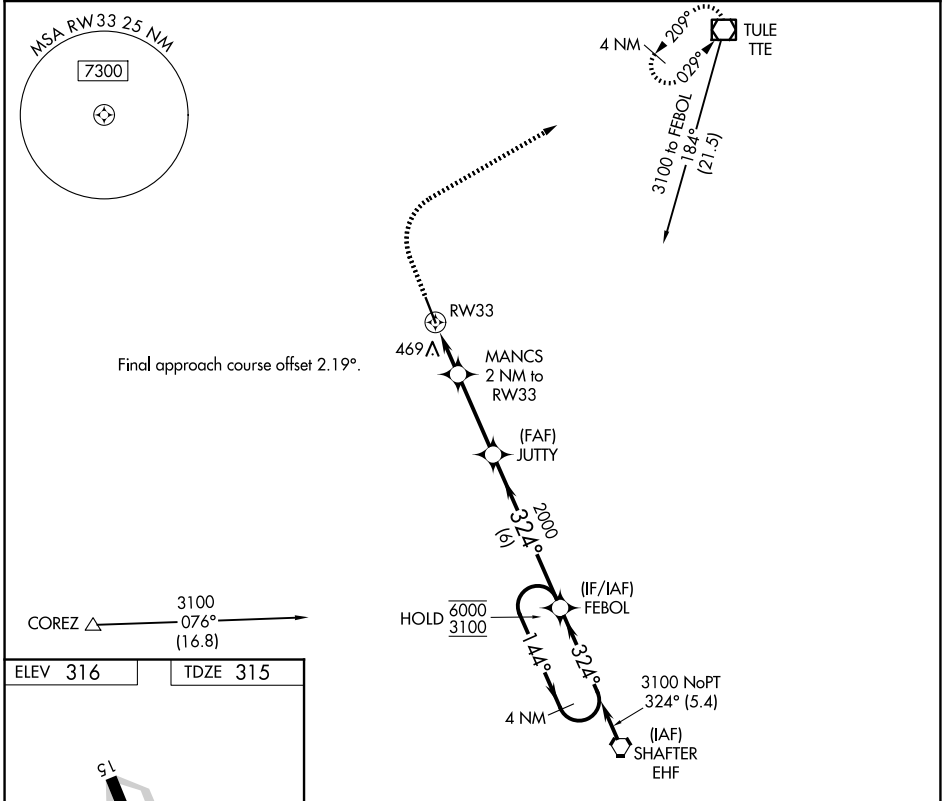 MSA RW33 25 NM
7300
4 NM
209°
029°
TULE
TTE
3100 to FEBOL
184°
(21.5)
RW33
469
Final approach course offset 2.19°.
MANCS
2 NM to
RW33
(FAF)
JUTTY
2000
324°
(6)
(IF/IAF)
FEBOL
HOLD 6000
3100
COREZ
3100
076°
(16.8)
144°
324°
4 NM
3100 NoPT
324° (5.4)
(IAF)
SHAFTER
EHF
ELEV 316
TDZE 315
15